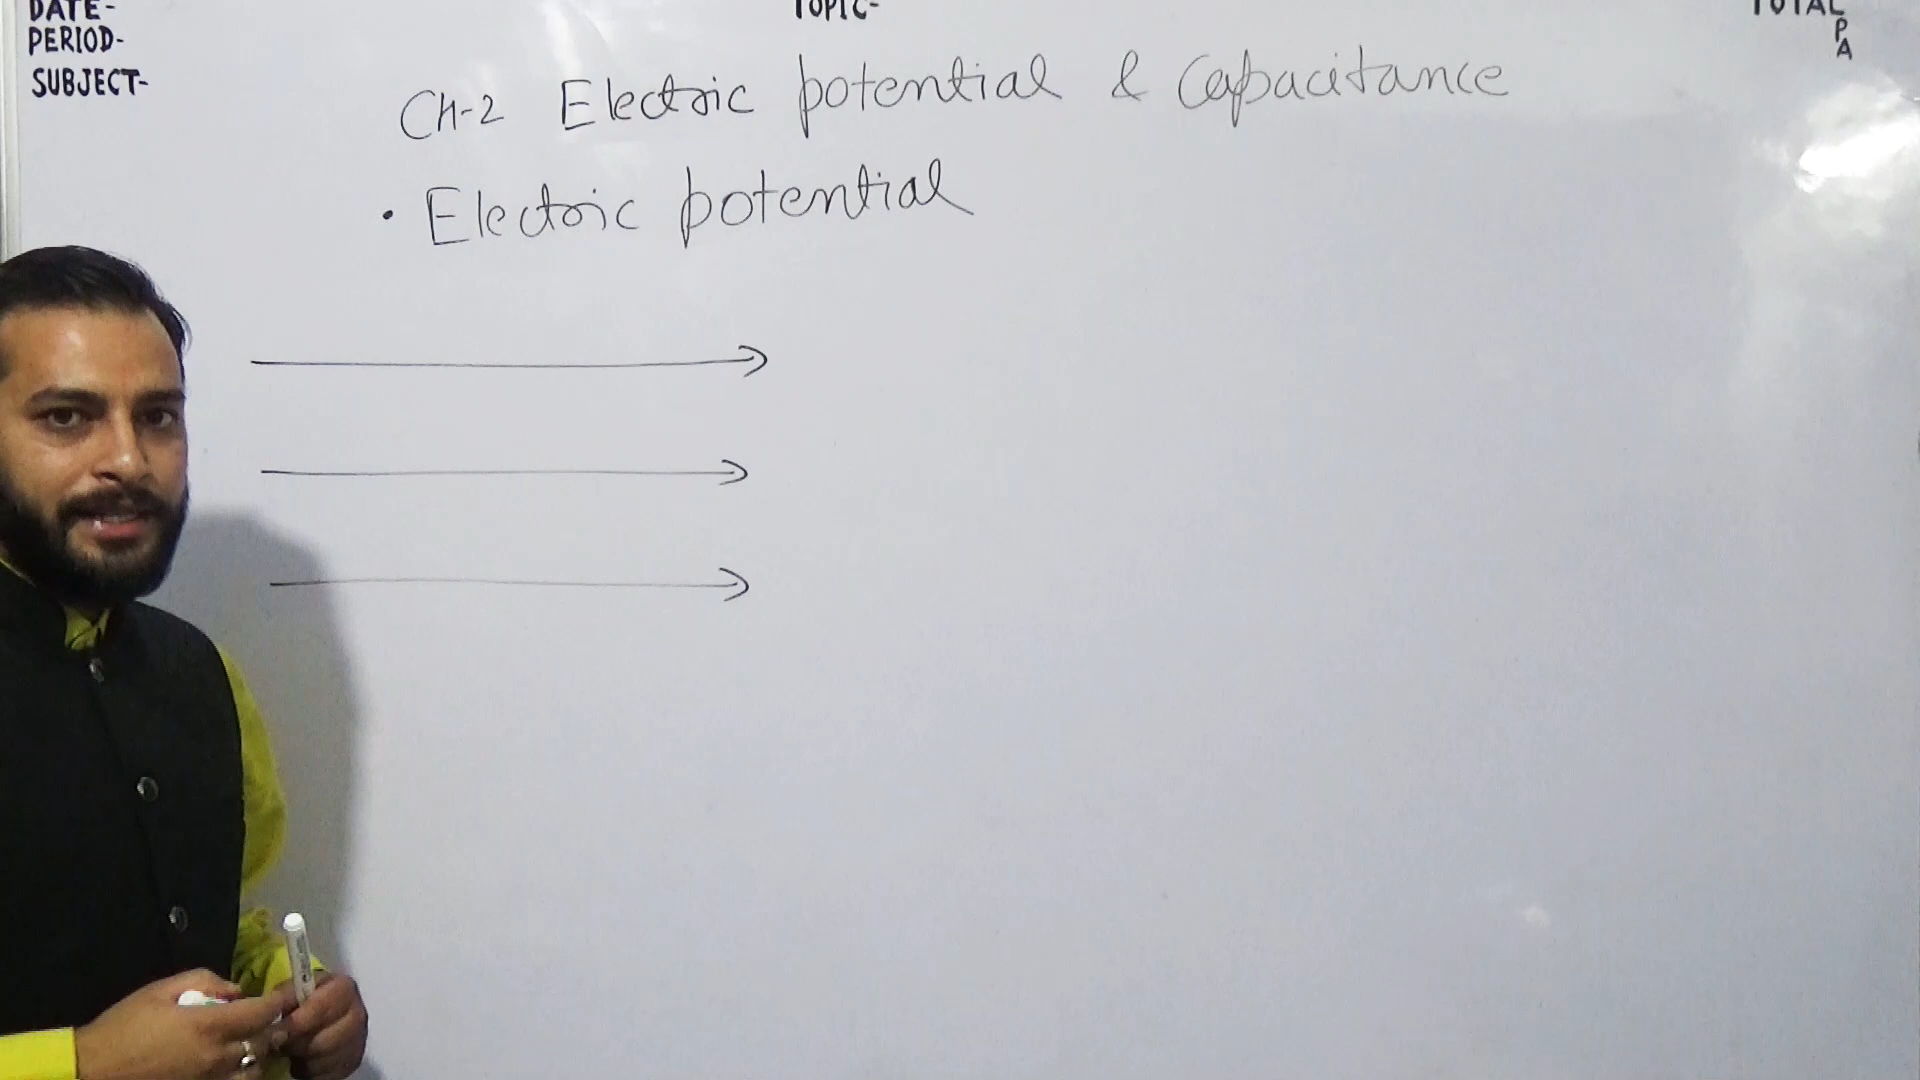 DATE-
PERIOD-
SUBJECT-
TOPIC-
TOTAL
P
A
Ch-2 Electric potential & Capacitance
• Electric potential